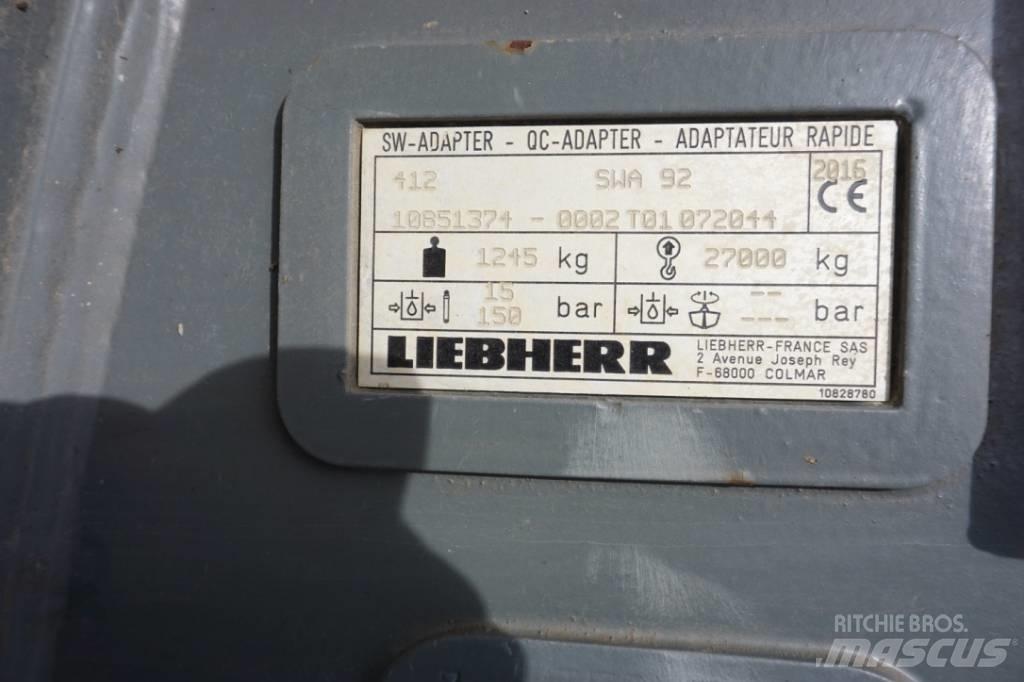 SW-ADAPTER - QC-ADAPTER - ADAPTATEUR RAPIDE
412 SWA 92 2016
CE
10851374 - 0002 T01 072044
1245 kg 27000 kg
15
150 bar -- --- bar
LIEBHERR
LIEBHERR-FRANCE SAS
2 Avenue Joseph Rey
F-68000 COLMAR
10828780
RITCHIE BROS.
mascus